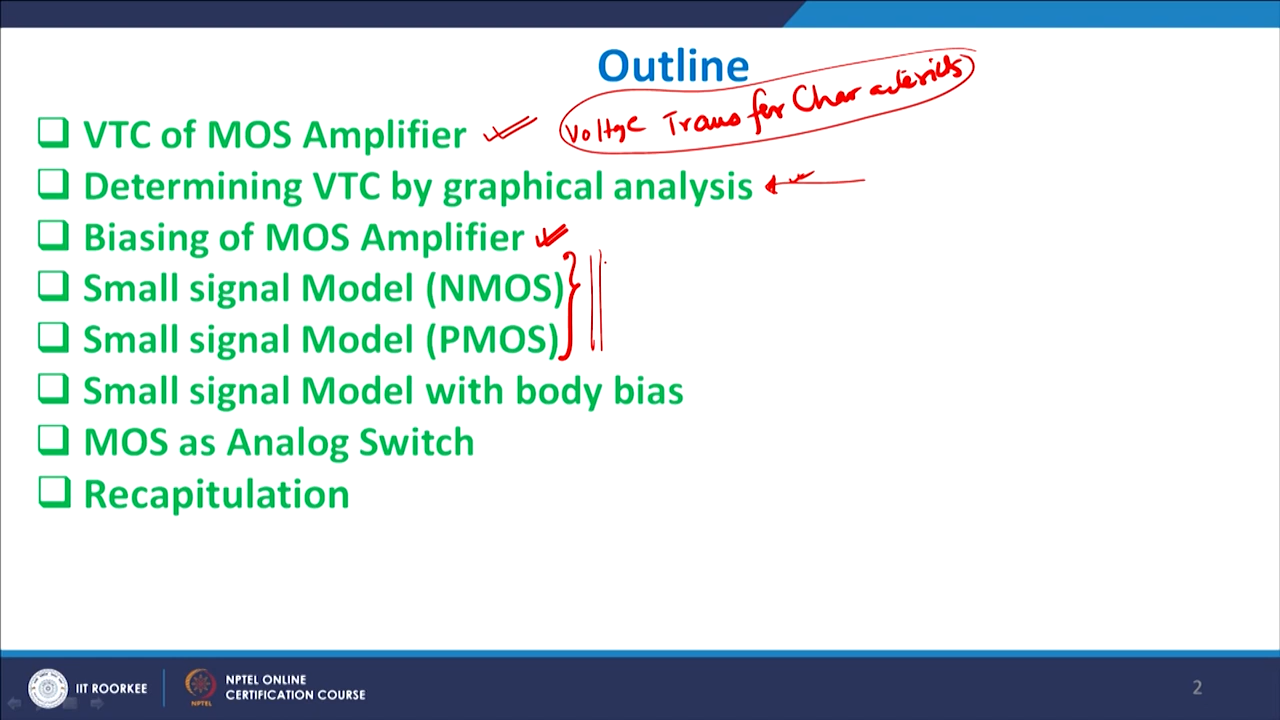 Outline
Voltge Transfer Characterists
VTC of MOS Amplifier
Determining VTC by graphical analysis
Biasing of MOS Amplifier
Small signal Model (NMOS)
Small signal Model (PMOS)
Small signal Model with body bias
MOS as Analog Switch
Recapitulation
IIT ROORKEE
NPTEL
NPTEL ONLINE
CERTIFICATION COURSE
2